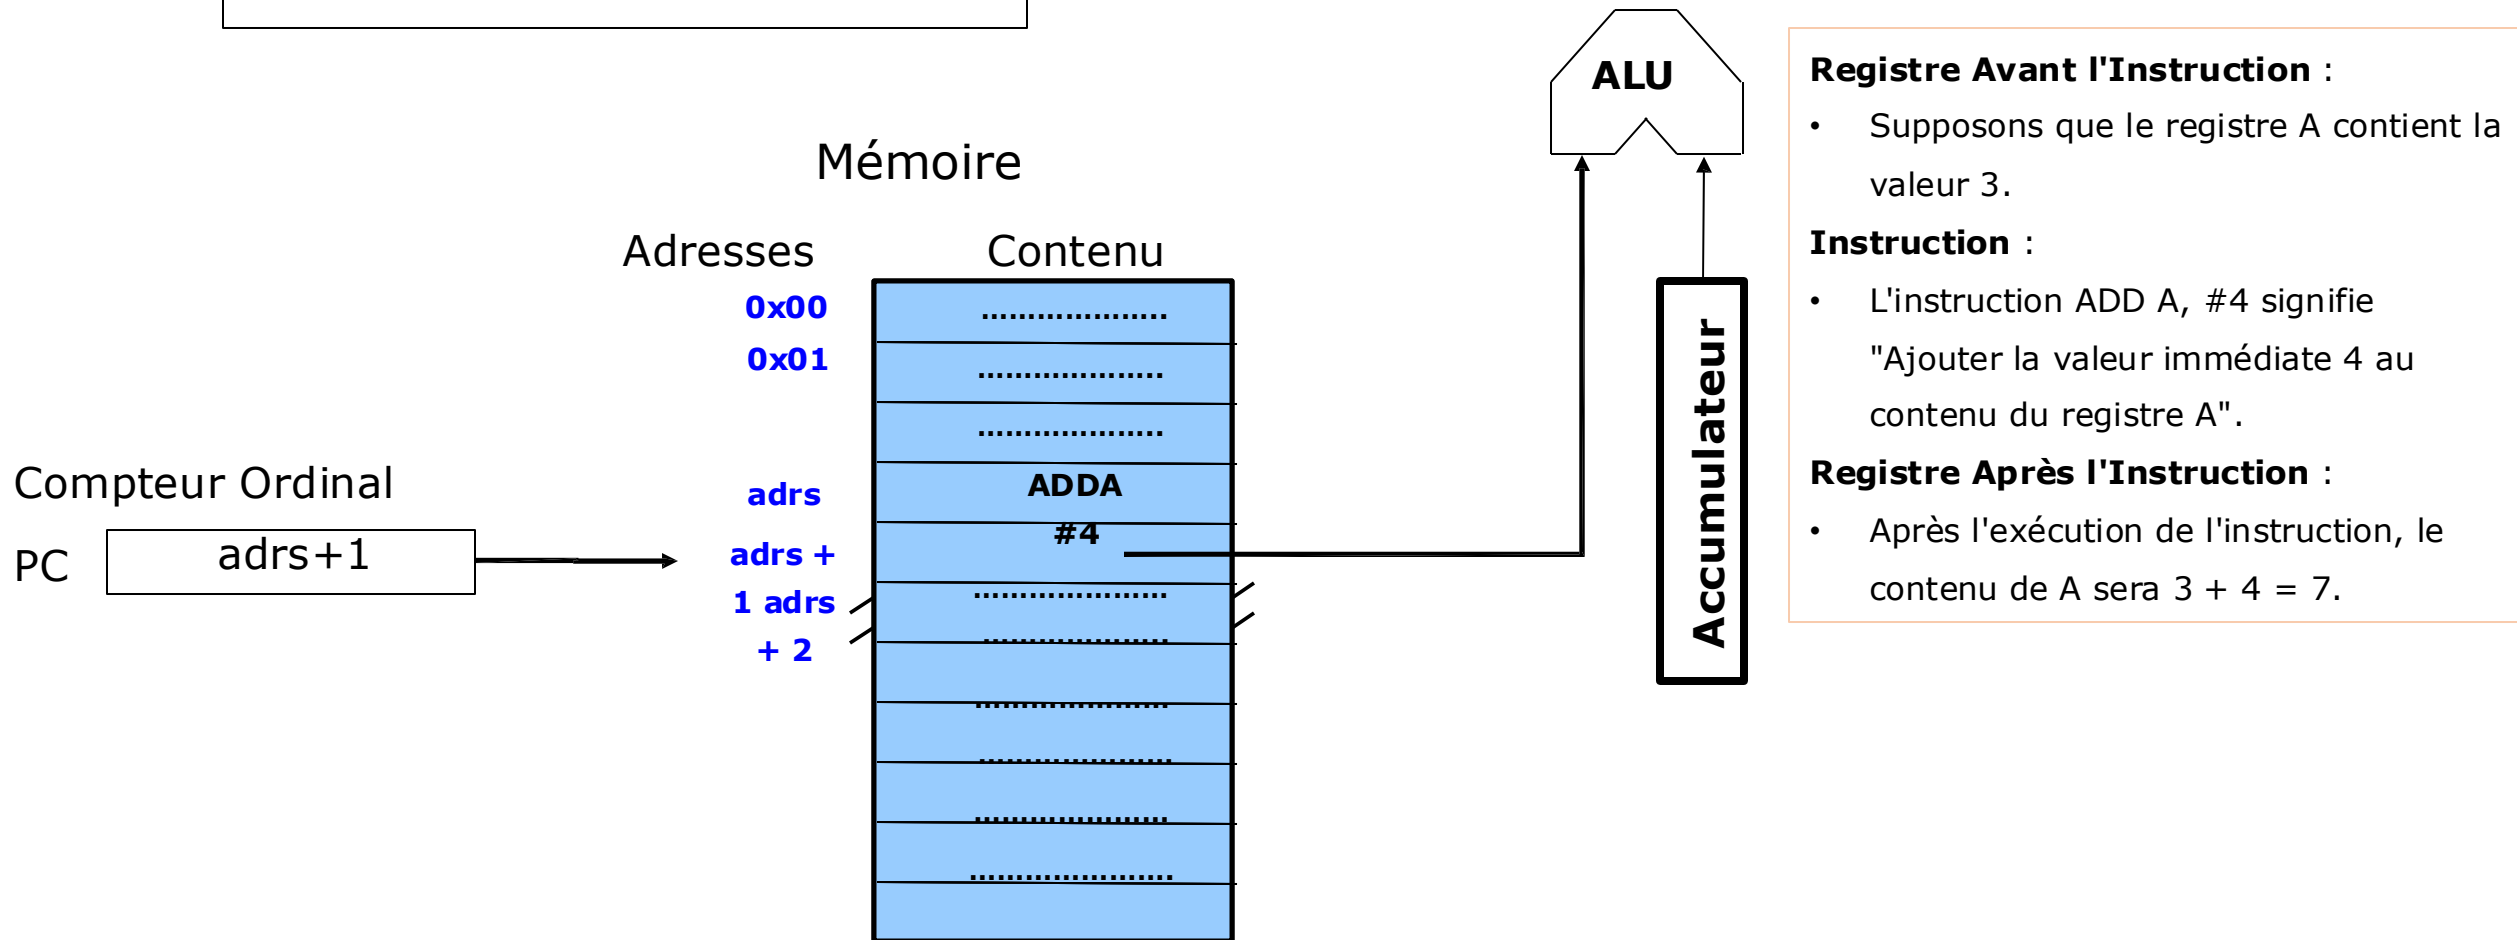 ALU
Mémoire
Adresses Contenu
0x00 ....................
0x01 ....................
....................
Compteur Ordinal
adrs ADDA
#4
PC adrs+1 adrs +
1 adrs .....................
+ 2 ....................
.....................
.....................
.....................
......................
Accumulateur
Registre Avant l'Instruction :
• Supposons que le registre A contient la
valeur 3.
Instruction :
• L'instruction ADD A, #4 signifie
"Ajouter la valeur immédiate 4 au
contenu du registre A".
Registre Après l'Instruction :
• Après l'exécution de l'instruction, le
contenu de A sera 3 + 4 = 7.